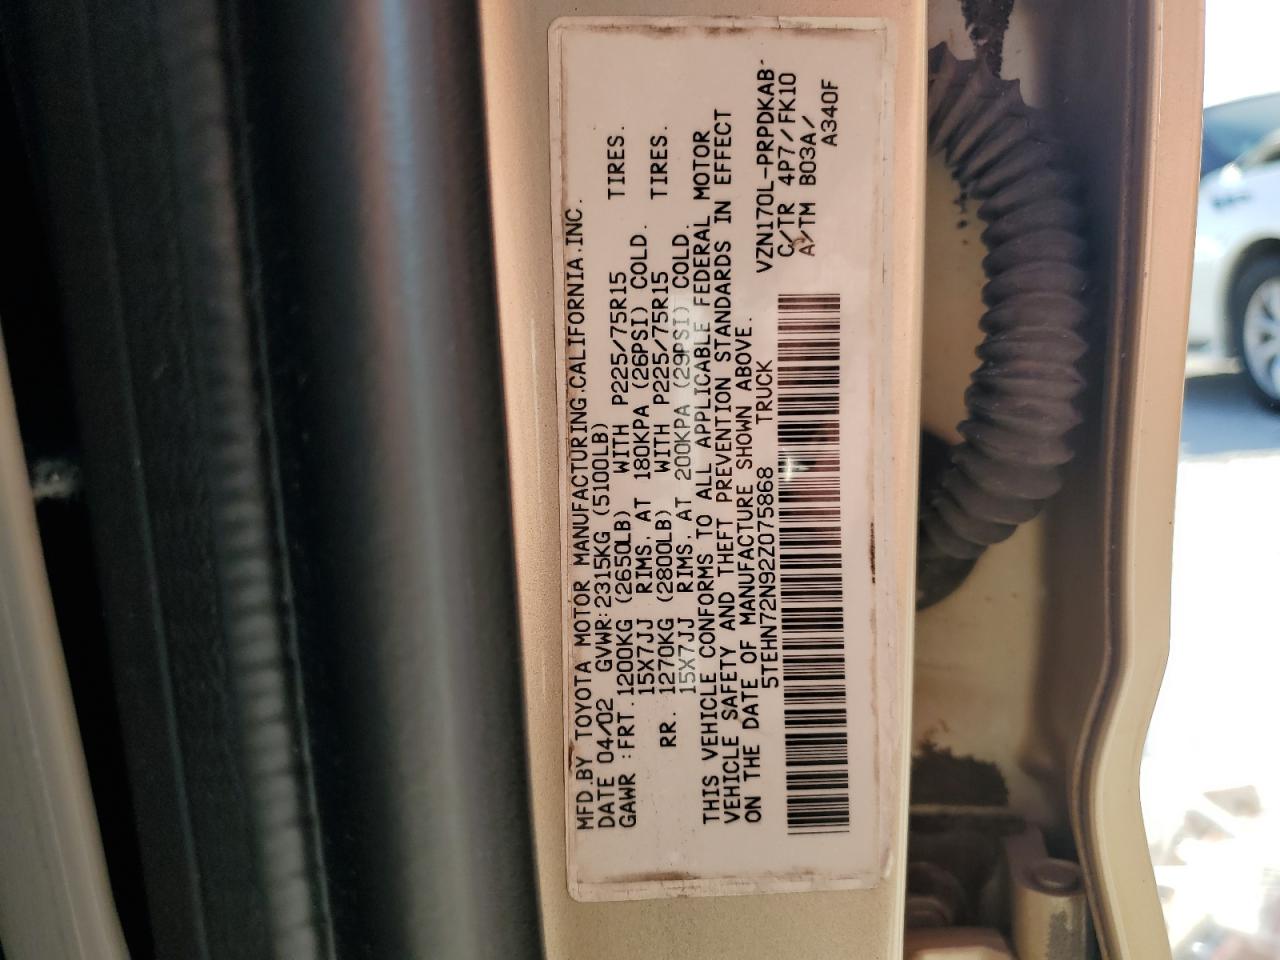 MFD.BY TOYOTA MOTOR MANUFACTURING.CALIFORNIA.INC.
DATE 04/02 GVWR:2315KG (5100LB)
GAWR :FRT.1200KG (2650LB) WITH P225/75R15 TIRES.
15X7JJ RIMS, AT 180KPA (26PSI) COLD.
RR. 1270KG (2800LB) WITH P225/75R15 TIRES.
15X7JJ RIMS, AT 200KPA (29PSI) COLD.
THIS VEHICLE CONFORMS TO ALL APPLICABLE FEDERAL MOTOR
VEHICLE SAFETY AND THEFT PREVENTION STANDARDS IN EFFECT
ON THE DATE OF MANUFACTURE SHOWN ABOVE.
5TEHN72N92Z075868 TRUCK
VZN170L-PRPDKAB-
C/TR 4P7/FK10
A/TM B03A/
A340F